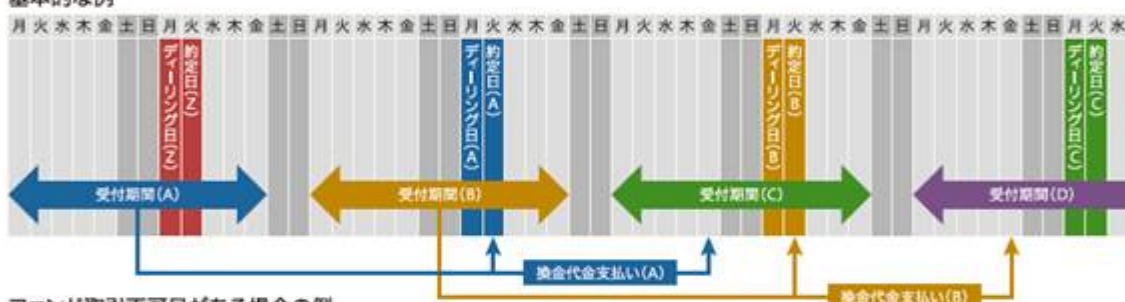 基本的な例
月 火 水 木 金 土 日 月 火 水 木 金 土 日 月 火 水 木 金 土 日 月 火 水 木 金 土 日 月 火 水 木 金 土 日 月 火 水 木 金 土 日 月 火 水 木 金 土 日 月 火 水
ディーリング日(Z)
約定日(Z)
ディーリング日(A)
約定日(A)
ディーリング日(B)
約定日(B)
ディーリング日(C)
約定日(C)
受付期間(A)
受付期間(B)
受付期間(C)
受付期間(D)
換金代金支払い(A)
換金代金支払い(B)
ファンド取引不可日がある場合の例